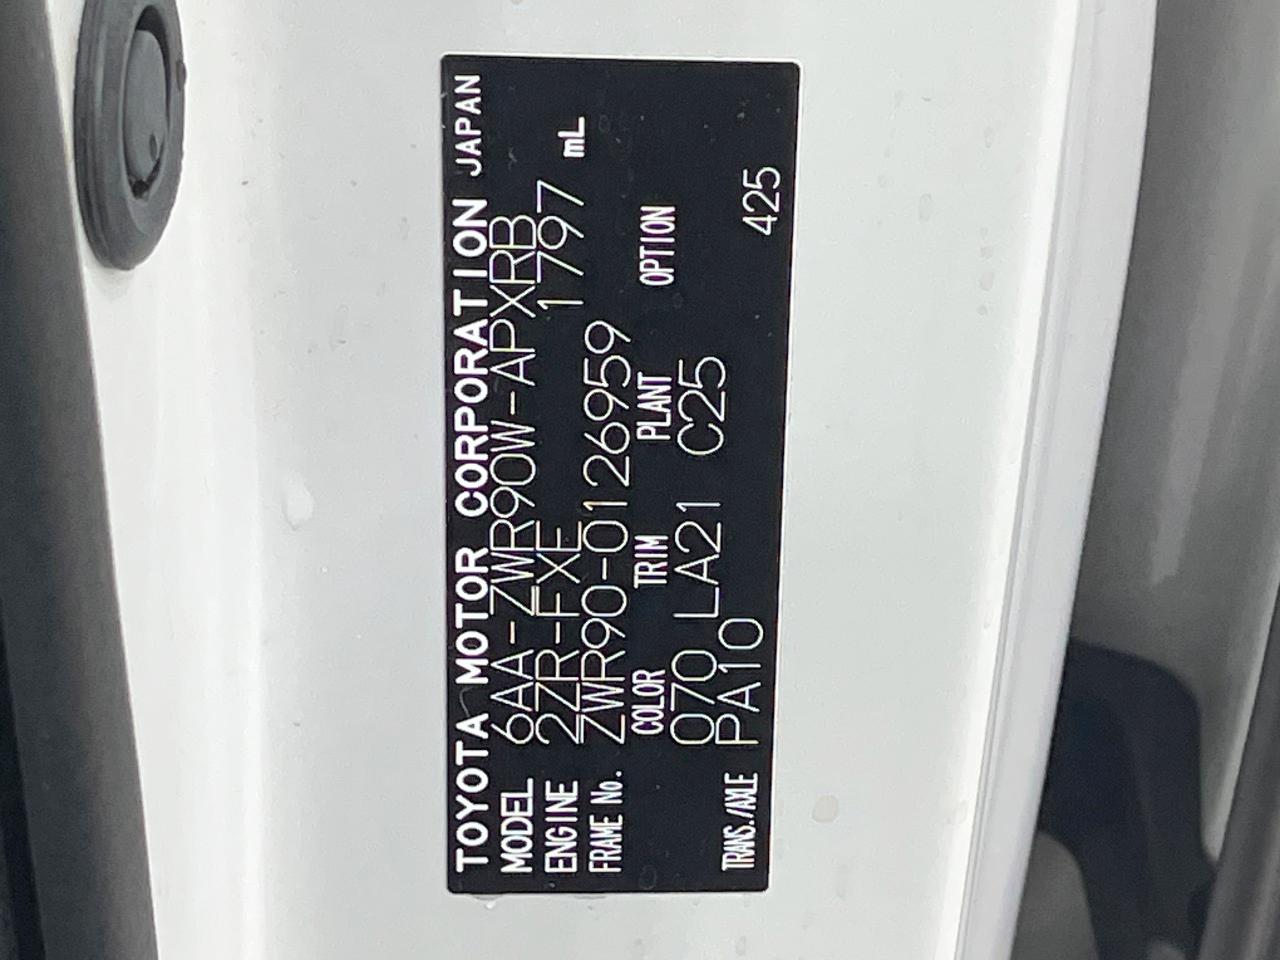 TOYOTA MOTOR CORPORATION JAPAN
MODEL 6AA-ZWR90W-APXRB
ENGINE 2ZR-FXE 1797 mL
FRAME No. ZWR90-0126959
COLOR TRIM PLANT OPTION
070 LA21 C25
TRANS./AXLE PA10 425